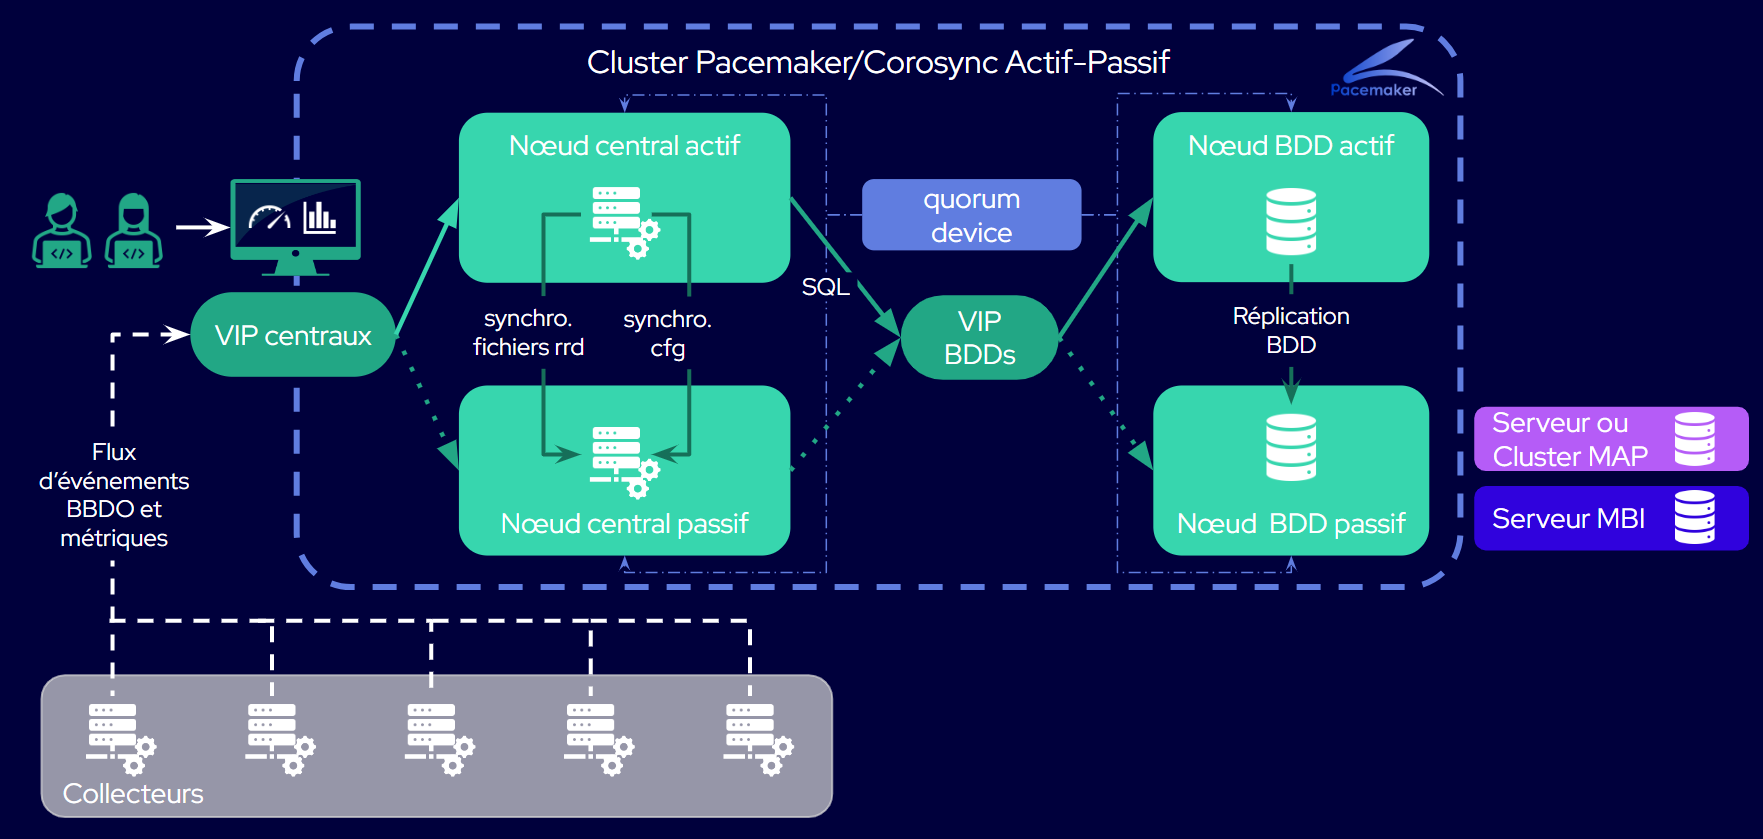 Cluster Pacemaker/Corosync Actif-Passif
Pacemaker
Nœud central actif
Nœud BDD actif
quorum
device
SQL
VIP centraux
synchro.
fichiers rrd
synchro.
cfg
VIP
BDDs
Réplication
BDD
Flux
d’événements
BBDO et
métriques
Nœud central passif
Nœud BDD passif
Serveur ou
Cluster MAP
Serveur MBI
Collecteurs